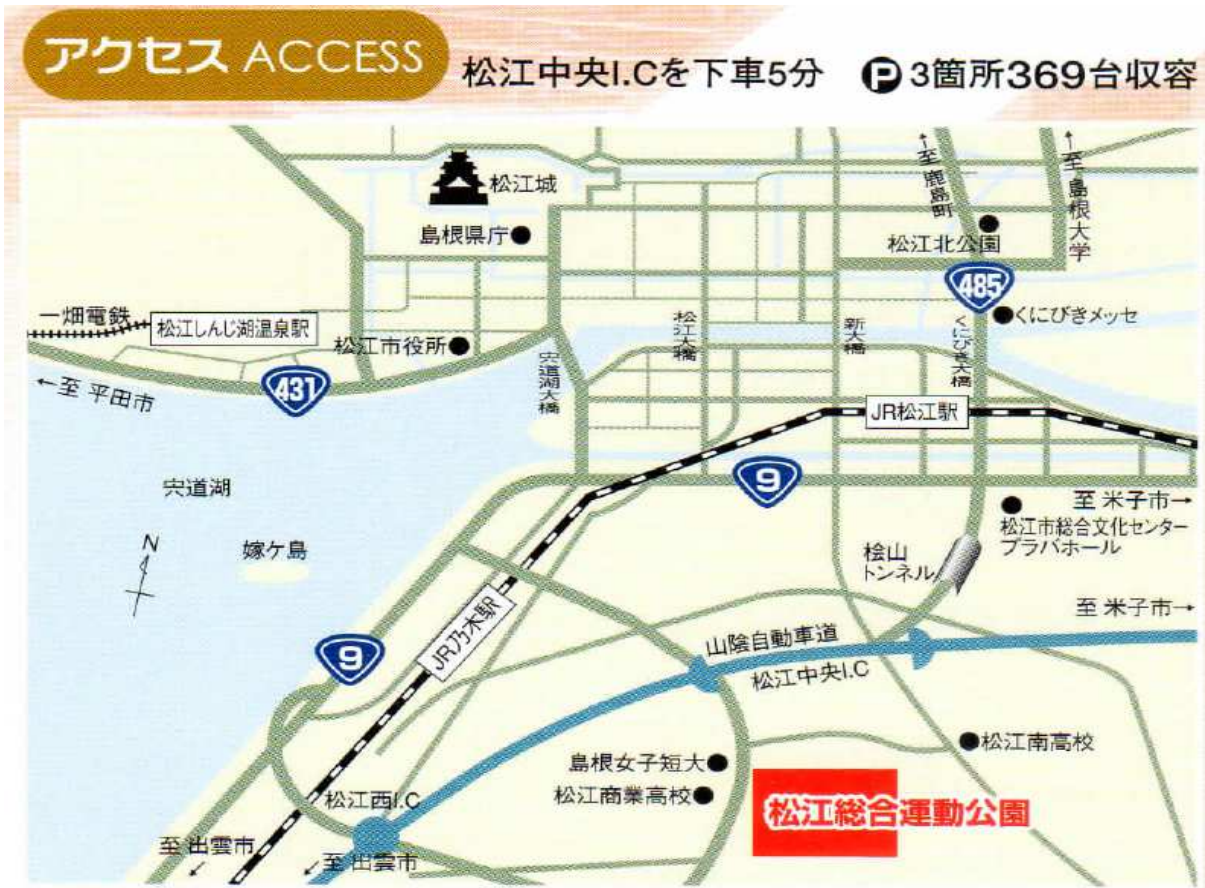 アクセス ACCESS
松江中央I.Cを下車5分 P3箇所369台収容
松江城
←至 鹿島町
←至 島根大学
島根県庁
松江北公園
485
一畑電鉄
松江しんじ湖温泉駅
松江市役所
くにびきメッセ
松江大橋
新大橋
くにびき大橋
宍道湖大橋
431
←至 平田市
JR松江駅
9
宍道湖
至 米子市→
松江市総合文化センター
プラバホール
N
嫁ケ島
桧山
トンネル
至 米子市→
JR乃木駅
9
山陰自動車道
松江中央I.C
松江南高校
島根女子短大
松江商業高校
松江総合運動公園
松江西I.C
至 出雲市
←
至 出雲市
←